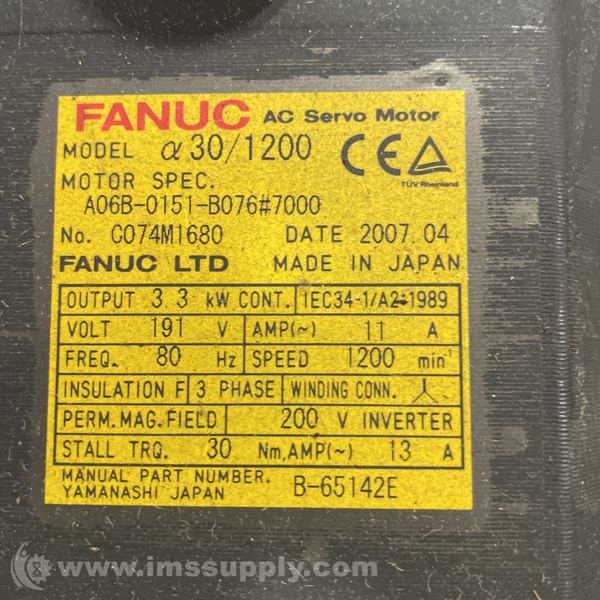 FANUC AC Servo Motor
MODEL α30/1200 CE
TÜV Rheinland
MOTOR SPEC.
A06B-0151-B076#7000
No. C074M1680 DATE 2007.04
FANUC LTD MADE IN JAPAN
OUTPUT 3.3 kW CONT. IEC34-1/A2-1989
VOLT 191 V AMP(~) 11 A
FREQ. 80 Hz SPEED 1200 min⁻¹
INSULATION F 3 PHASE WINDING CONN.
PERM.MAG.FIELD 200 V INVERTER
STALL TRQ. 30 Nm,AMP(~) 13 A
MANUAL PART NUMBER. B-65142E
YAMANASHI JAPAN
www.imssupply.com